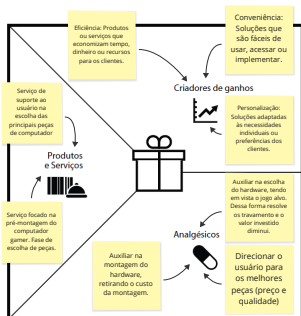 Eficiência: Produtos
ou serviços que
economizam tempo,
dinheiro ou recursos
para os clientes.
Conveniência:
Soluções que
são fáceis de
usar, acessar ou
implementar.
Criadores de ganhos
Personalização:
Soluções adaptadas
às necessidades
individuais ou
preferências dos
clientes.
Serviço de
suporte ao
usuário na
escolha das
principais peças
de computador
Produtos
e Serviços
Serviço focado na
pré-montagem do
computador
gamer. Fase de
escolha de peças.
Auxiliar na escolha
do hardware, tendo
em vista o jogo alvo.
Dessa forma resolve
os travamento e o
valor investido
diminui.
Analgésicos
Auxiliar na
montagem do
hardware,
retirando o custo
da montagem.
Direcionar o
usuário para
os melhores
peças (preço e
qualidade)